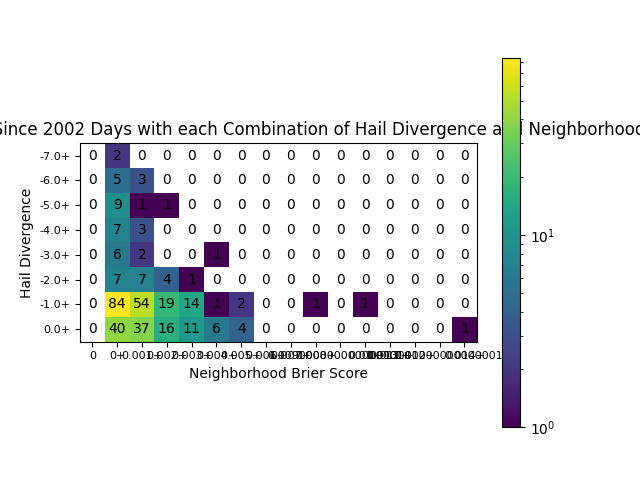 Since 2002 Days with each Combination of Hail Divergence and Neighborhood
-7.0+ 0 2 0 0 0 0 0 0 0 0 0 0 0 0 0 0
-6.0+ 0 5 3 0 0 0 0 0 0 0 0 0 0 0 0 0
-5.0+ 0 9 1 1 0 0 0 0 0 0 0 0 0 0 0 0
-4.0+ 0 7 3 0 0 0 0 0 0 0 0 0 0 0 0 0
-3.0+ 0 6 2 0 0 1 0 0 0 0 0 0 0 0 0 0
-2.0+ 0 7 7 4 1 0 0 0 0 0 0 0 0 0 0 0
-1.0+ 0 84 54 19 14 1 2 0 0 1 0 1 0 0 0 0
0.0+ 0 40 37 16 11 6 4 0 0 0 0 0 0 0 0 1
0 0+
Neighborhood Brier Score
Hail Divergence
10¹
10⁰